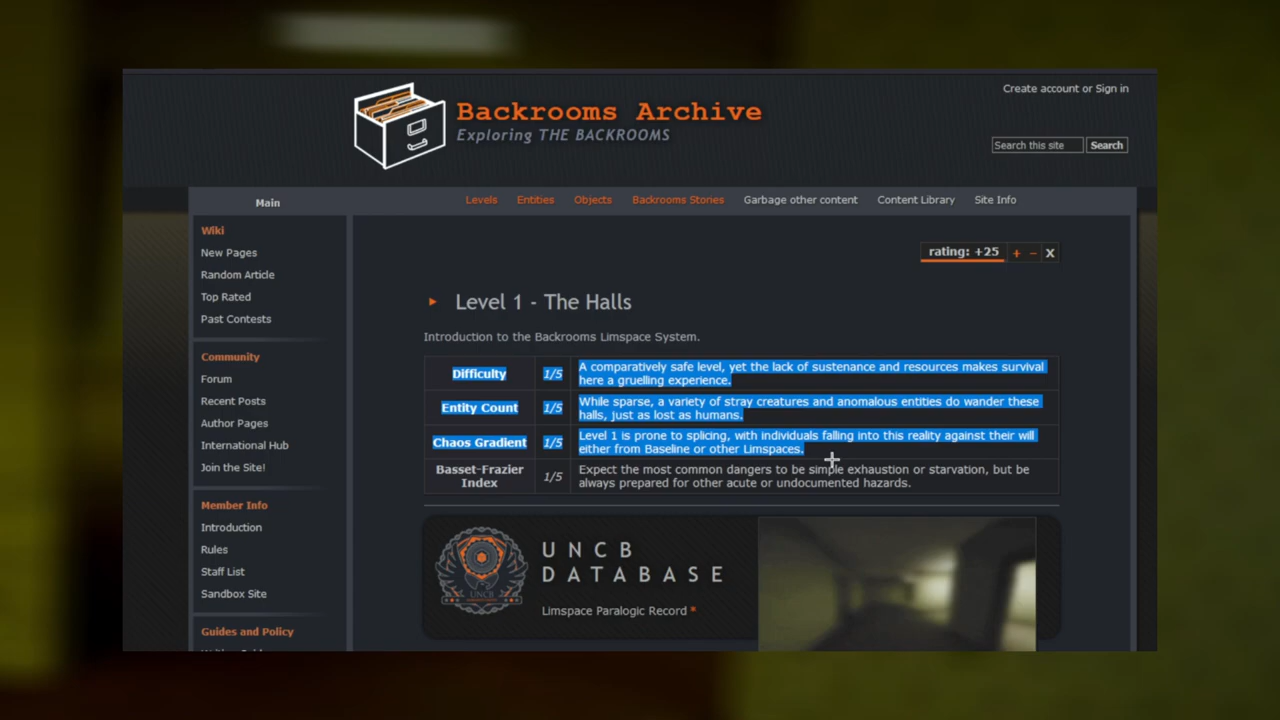 Create account or Sign in
Backrooms Archive
Exploring THE BACKROOMS
Search this site
Search
Main
Levels
Entities
Objects
Backrooms Stories
Garbage other content
Content Library
Site Info
Wiki
New Pages
Random Article
Top Rated
Past Contests
Community
Forum
Recent Posts
Author Pages
International Hub
Join the Site!
Member Info
Introduction
Rules
Staff List
Sandbox Site
Guides and Policy
rating: +25 + − X
Level 1 - The Halls
Introduction to the Backrooms Limspace System.
Difficulty
1/5
A comparatively safe level, yet the lack of sustenance and resources makes survival
here a gruelling experience.
Entity Count
1/5
While sparse, a variety of stray creatures and anomalous entities do wander these
halls, just as lost as humans.
Chaos Gradient
1/5
Level 1 is prone to splicing, with individuals falling into this reality against their will
either from Baseline or other Limspaces.
Basset-Frazier
Index
1/5
Expect the most common dangers to be simple exhaustion or starvation, but be
always prepared for other acute or undocumented hazards.
UNCB
UNCB
DATABASE
Limspace Paralogic Record *